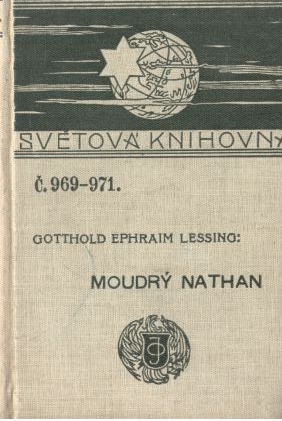 SVĚTOVÁ KNIHOVNA
Č. 969–971.
GOTTHOLD EPHRAIM LESSING:
MOUDRÝ NATHAN